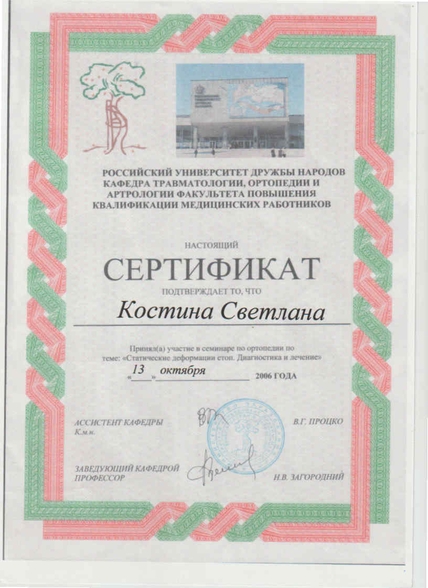 РОССИЙСКИЙ УНИВЕРСИТЕТ ДРУЖБЫ НАРОДОВ
КАФЕДРА ТРАВМАТОЛОГИИ, ОРТОПЕДИИ И
АРТРОЛОГИИ ФАКУЛЬТЕТА ПОВЫШЕНИЯ
КВАЛИФИКАЦИИ МЕДИЦИНСКИХ РАБОТНИКОВ
НАСТОЯЩИЙ
СЕРТИФИКАТ
ПОДТВЕРЖДАЕТ ТО, ЧТО
Костина Светлана
Принял(а) участие в семинаре по ортопедии по
теме: «Статические деформации стоп. Диагностика и лечение»
«13» октября 2006 ГОДА
АССИСТЕНТ КАФЕДРЫ В.Г. ПРОЦКО
К.м.н.
ЗАВЕДУЮЩИЙ КАФЕДРОЙ
ПРОФЕССОР Н.В. ЗАГОРОДНИЙ